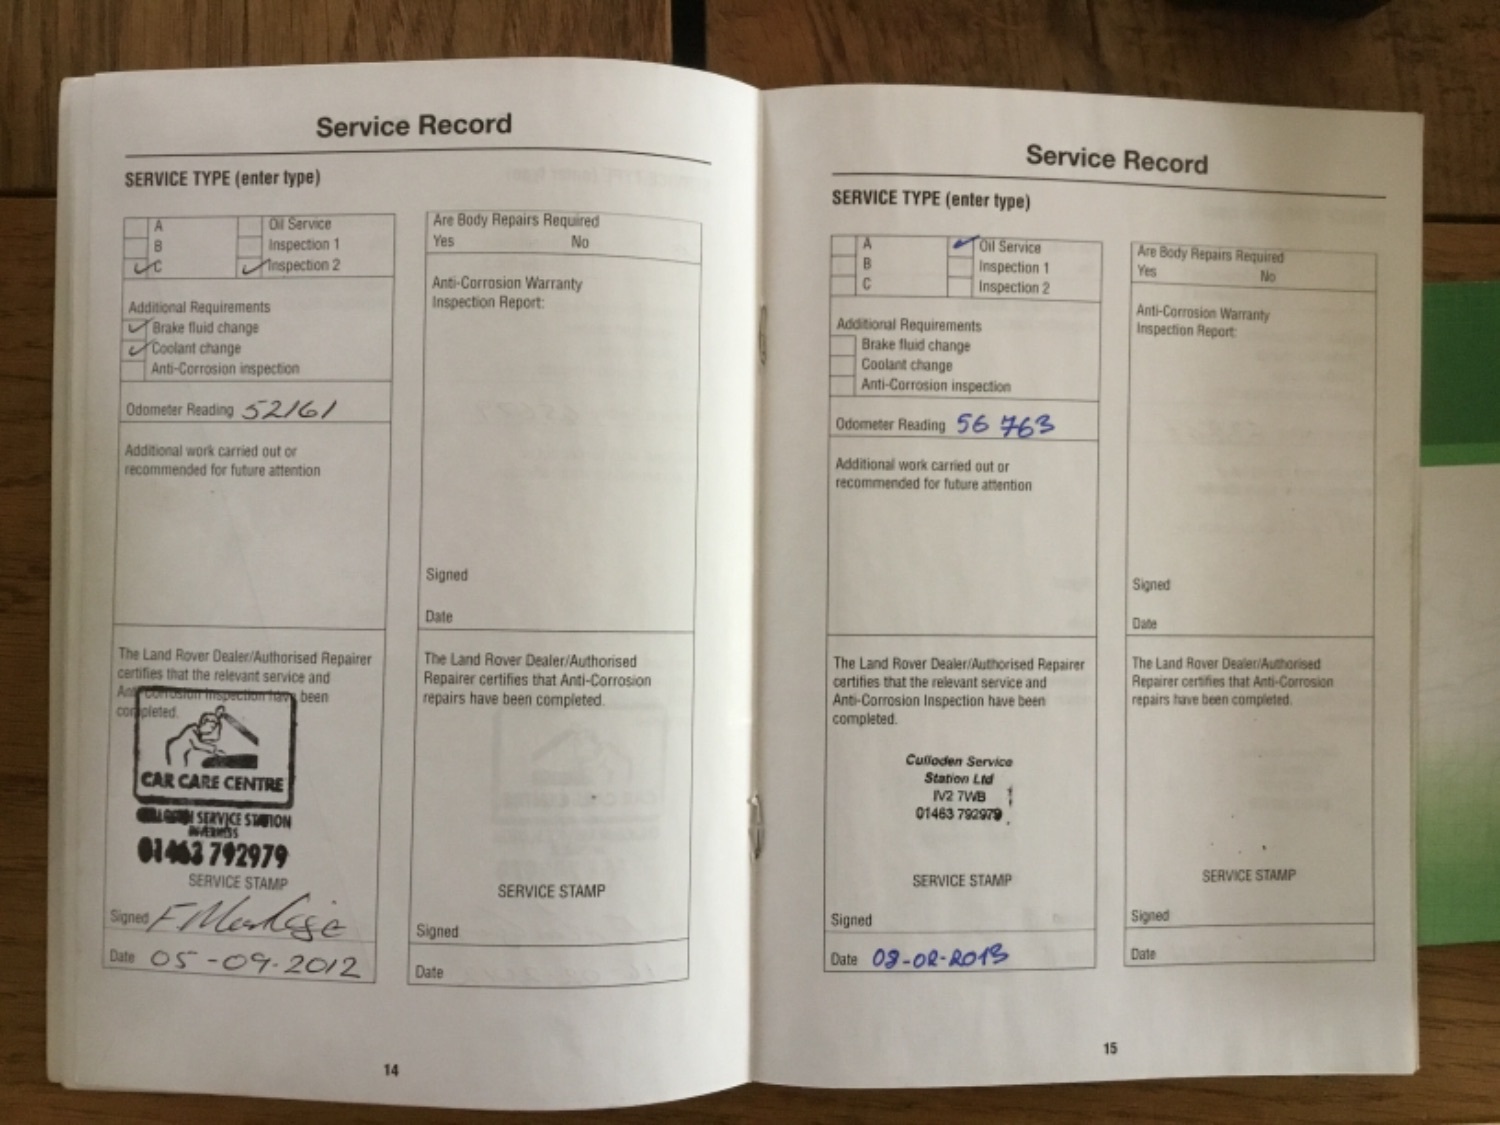 Service Record
SERVICE TYPE (enter type)
A
Oil Service
B
Inspection 1
C
Inspection 2
Additional Requirements
Brake fluid change
Coolant change
Anti-Corrosion inspection
Odometer Reading 52161
Additional work carried out or
recommended for future attention
The Land Rover Dealer/Authorised Repairer
certifies that the relevant service and
Anti-Corrosion Inspection have been
completed.
CAR CARE CENTRE
SERVICE STATION
INVERNESS
01463 792979
SERVICE STAMP
Signed
Date 05-09-2012
Are Body Repairs Required
Yes No
Anti-Corrosion Warranty
Inspection Report:
Signed
Date
The Land Rover Dealer/Authorised
Repairer certifies that Anti-Corrosion
repairs have been completed.
SERVICE STAMP
Signed
Date
14
Service Record
SERVICE TYPE (enter type)
A
Oil Service
B
Inspection 1
C
Inspection 2
Additional Requirements
Brake fluid change
Coolant change
Anti-Corrosion inspection
Odometer Reading 56 763
Additional work carried out or
recommended for future attention
The Land Rover Dealer/Authorised Repairer
certifies that the relevant service and
Anti-Corrosion Inspection have been
completed.
Culloden Service
Station Ltd
IV2 7WB
01463 792979
SERVICE STAMP
Signed
Date 08-02-2013
Are Body Repairs Required
Yes No
Anti-Corrosion Warranty
Inspection Report:
Signed
Date
The Land Rover Dealer/Authorised
Repairer certifies that Anti-Corrosion
repairs have been completed.
SERVICE STAMP
Signed
Date
15